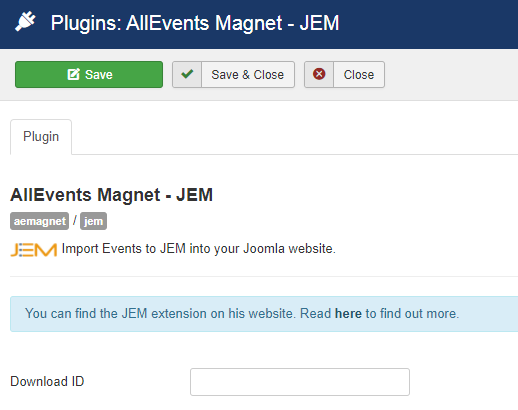 Plugins: AllEvents Magnet - JEM
Save
Save & Close
Close
Plugin
AllEvents Magnet - JEM
aemagnet / jem
JEM Import Events to JEM into your Joomla website.
You can find the JEM extension on his website. Read here to find out more.
Download ID